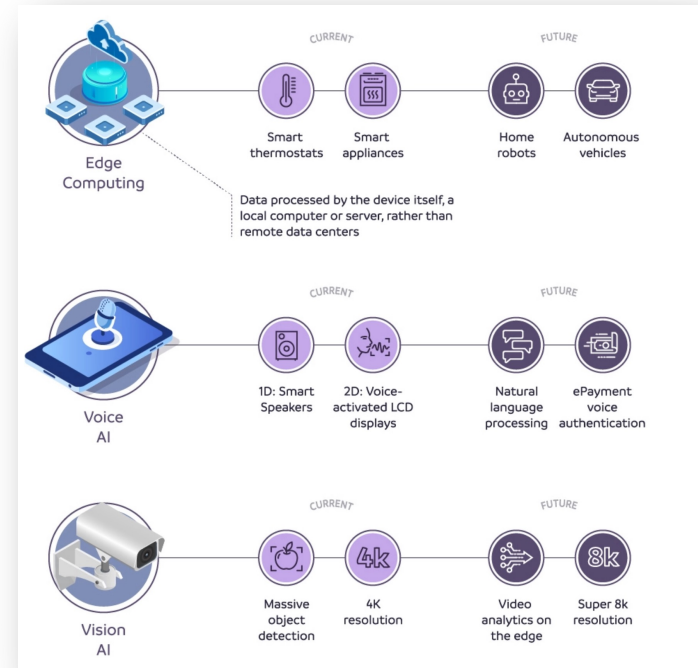 CURRENT
FUTURE
Smart
thermostats
Smart
appliances
Home
robots
Autonomous
vehicles
Edge
Computing
Data processed by the device itself, a
local computer or server, rather than
remote data centers
CURRENT
FUTURE
1D: Smart
Speakers
2D: Voice-
activated LCD
displays
Natural
language
processing
ePayment
voice
authentication
Voice
AI
CURRENT
FUTURE
4k
8k
Massive
object
detection
4K
resolution
Video
analytics on
the edge
Super 8k
resolution
Vision
AI